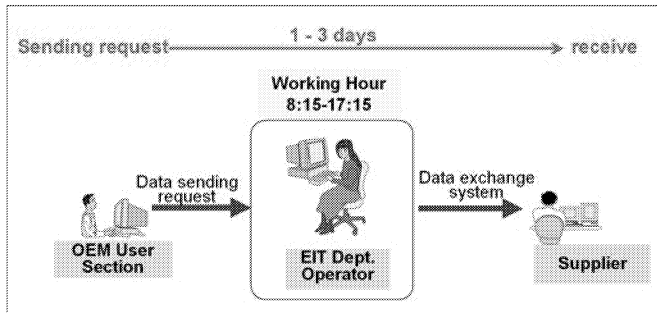 Sending request
1 - 3 days
receive
Working Hour
8:15-17:15
Data sending
request
Data exchange
system
OEM User
Section
EIT Dept.
Operator
Supplier